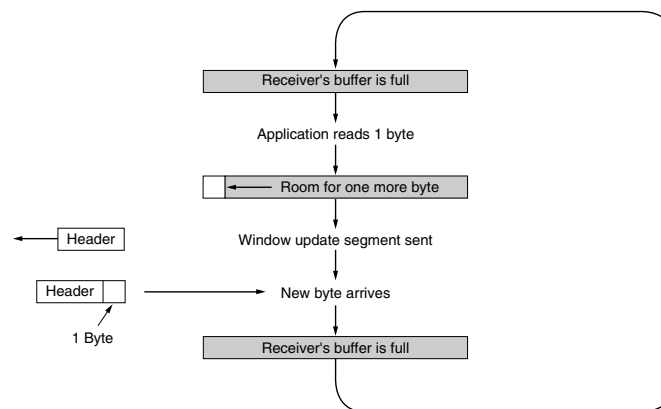 Receiver's buffer is full
Application reads 1 byte
Room for one more byte
Window update segment sent
Header
Header
New byte arrives
1 Byte
Receiver's buffer is full